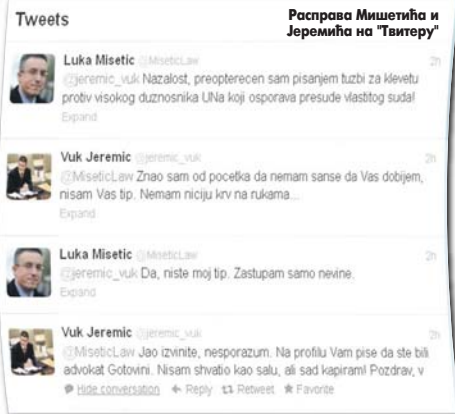 Tweets
Расправа Мишетића и
Јеремића на "Твитеру"
Luka Misetic @MiseticLaw 2h
@jeremic_vuk Nazalost, preopterecen sam pisanjem tuzbi za klevetu
protiv visokog duznosnika UNa koji osporava presude vlastitog suda!
Expand
Vuk Jeremic @jeremic_vuk 2h
@MiseticLaw Znao sam od pocetka da nemam sanse da Vas dobijem,
nisam Vas tip. Nemam niciju krv na rukama...
Expand
Luka Misetic @MiseticLaw 2h
@jeremic_vuk Da, niste moj tip. Zastupam samo nevine.
Expand
Vuk Jeremic @jeremic_vuk 2h
@MiseticLaw Jao izvinite, nesporazum. Na profilu Vam pise da ste bili
advokat Gotovini. Nisam shvatio kao salu, ali sad kapiram! Pozdrav, v
Hide conversation Reply Retweet Favorite